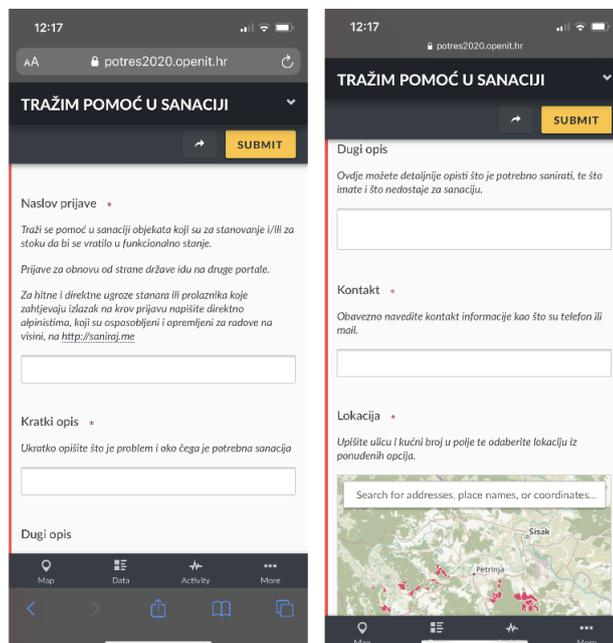 12:17
AA potres2020.openit.hr
TRAŽIM POMOĆ U SANACIJI
SUBMIT
Naslov prijave *
Traži se pomoć u sanaciji objekata koji su za stanovanje i/ili za
stoku da bi se vratilo u funkcionalno stanje.
Prijave za obnovu od strane države idu na druge portale.
Za hitne i direktne ugroze stanara ili prolaznika koje
zahtjevaju izlazak na krov prijavu napišite direktno
alpinistima, koji su osposobljeni i opremljeni za radove na
visini, na http://saniraj.me
Kratki opis *
Ukratko opišite što je problem i oko čega je potrebna sanacija
Dugi opis
Map Data Activity More
12:17
potres2020.openit.hr
TRAŽIM POMOĆ U SANACIJI
SUBMIT
Dugi opis
Ovdje možete detaljnije opisti što je potrebno sanirati, te što
imate i što nedostaje za sanaciju.
Kontakt *
Obavezno navedite kontakt informacije kao što su telefon ili
mail.
Lokacija *
Upišite ulicu i kućni broj u polje te odaberite lokaciju iz
ponuđenih opcija.
Search for addresses, place names, or coordinates...
Sisak
Petrinja